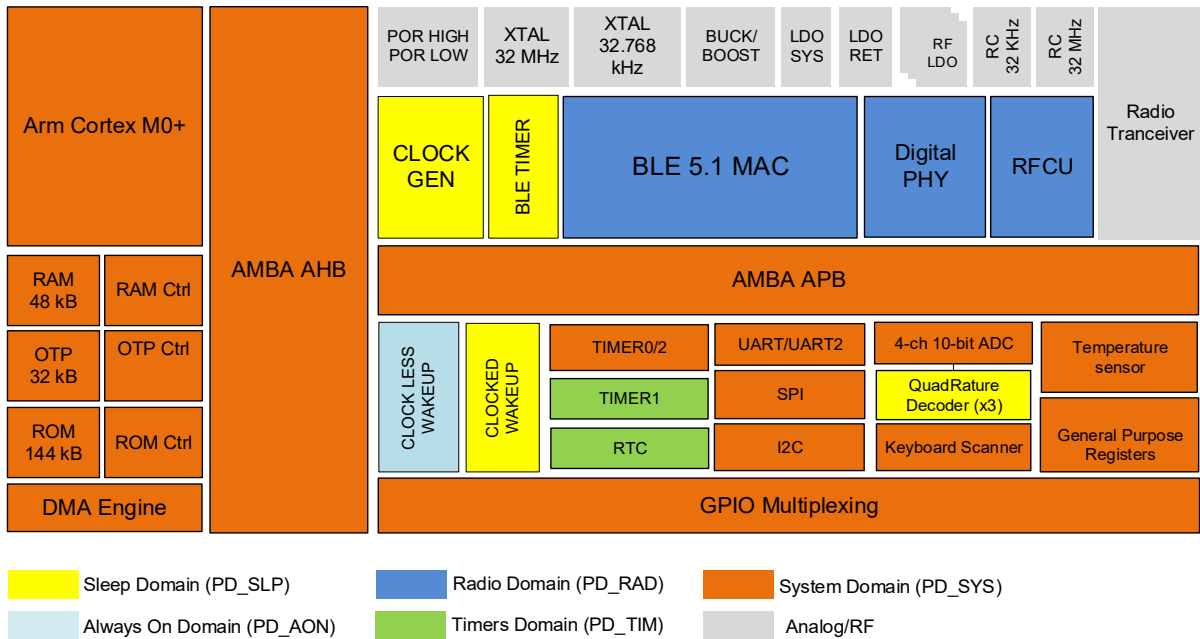 Arm Cortex M0+
RAM
48 kB
RAM Ctrl
OTP
32 kB
OTP Ctrl
ROM
144 kB
ROM Ctrl
DMA Engine
AMBA AHB
POR HIGH
POR LOW
XTAL
32 MHz
XTAL
32.768
kHz
BUCK/
BOOST
LDO
SYS
LDO
RET
RF
LDO
RC
32 KHz
RC
32 MHz
Radio
Tranceiver
CLOCK
GEN
BLE TIMER
BLE 5.1 MAC
Digital
PHY
RFCU
AMBA APB
CLOCK LESS
WAKEUP
CLOCKED
WAKEUP
TIMER0/2
TIMER1
RTC
UART/UART2
SPI
I2C
4-ch 10-bit ADC
QuadRature
Decoder (x3)
Keyboard Scanner
Temperature
sensor
General Purpose
Registers
GPIO Multiplexing
Sleep Domain (PD_SLP)
Radio Domain (PD_RAD)
System Domain (PD_SYS)
Always On Domain (PD_AON)
Timers Domain (PD_TIM)
Analog/RF